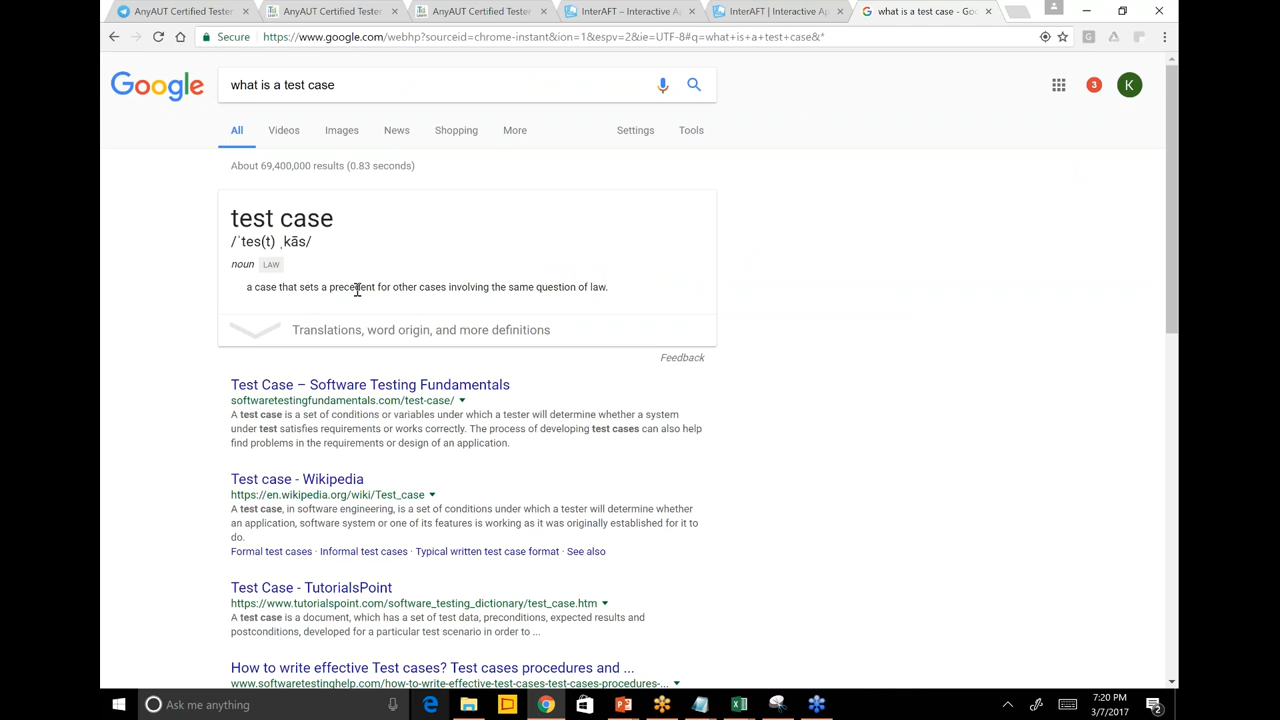 AnyAUT Certified Tester
AnyAUT Certified Tester
AnyAUT Certified Tester
InterAFT – Interactive Ap
InterAFT | Interactive Ap
what is a test case - Goo
Secure
https://www.google.com/webhp?sourceid=chrome-instant&ion=1&espv=2&ie=UTF-8#q=what+is+a+test+case&*
Google
what is a test case
3
K
All
Videos
Images
News
Shopping
More
Settings
Tools
About 69,400,000 results (0.83 seconds)
test case
/ˈtes(t) ˌkās/
noun LAW
a case that sets a precedent for other cases involving the same question of law.
Translations, word origin, and more definitions
Feedback
Test Case – Software Testing Fundamentals
softwaretestingfundamentals.com/test-case/
A test case is a set of conditions or variables under which a tester will determine whether a system
under test satisfies requirements or works correctly. The process of developing test cases can also help
find problems in the requirements or design of an application.
Test case - Wikipedia
https://en.wikipedia.org/wiki/Test_case
A test case, in software engineering, is a set of conditions under which a tester will determine whether
an application, software system or one of its features is working as it was originally established for it to
do.
Formal test cases · Informal test cases · Typical written test case format · See also
Test Case - TutorialsPoint
https://www.tutorialspoint.com/software_testing_dictionary/test_case.htm
A test case is a document, which has a set of test data, preconditions, expected results and
postconditions, developed for a particular test scenario in order to ...
How to write effective Test cases? Test cases procedures and ...
www.softwaretestinghelp.com/how-to-write-effective-test-cases-test-cases-procedures-...
Ask me anything
7:20 PM
3/7/2017
2